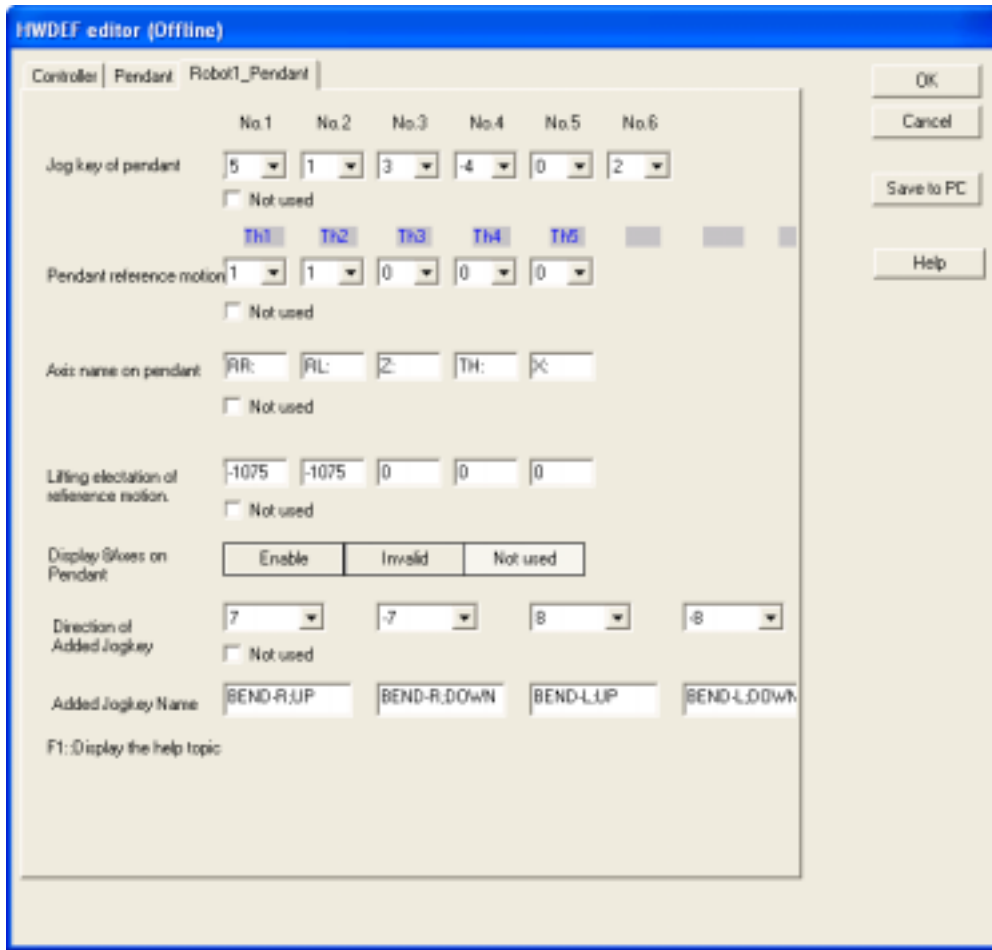 HWDEF editor (Offline)
Controller Pendant Robot1_Pendant
OK
Cancel
Save to PC
Help
No.1 No.2 No.3 No.4 No.5 No.6
Jog key of pendant 5 1 3 -4 0 2
Not used
Th1 Th2 Th3 Th4 Th5
Pendant reference motion 1 1 0 0 0
Not used
Axis name on pendant RR: RL: Z: TH: X:
Not used
Lifting electation of reference motion. -1075 -1075 0 0 0
Not used
Display 8Axes on Pendant Enable Invalid Not used
Direction of Added Jogkey 7 -7 8 -8
Not used
Added Jogkey Name BEND-R;UP BEND-R;DOWN BEND-L;UP BEND-L;DOWN
F1::Display the help topic